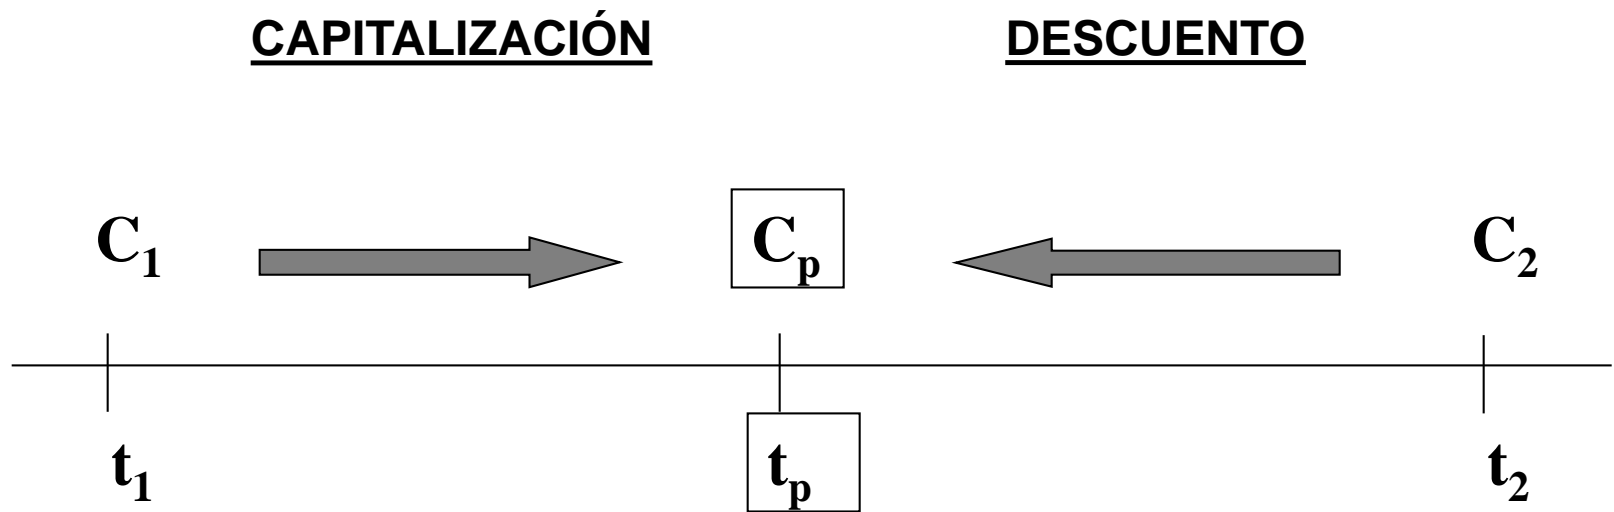 CAPITALIZACIÓN DESCUENTO
C₁ Cₚ C₂
t₁ tₚ t₂